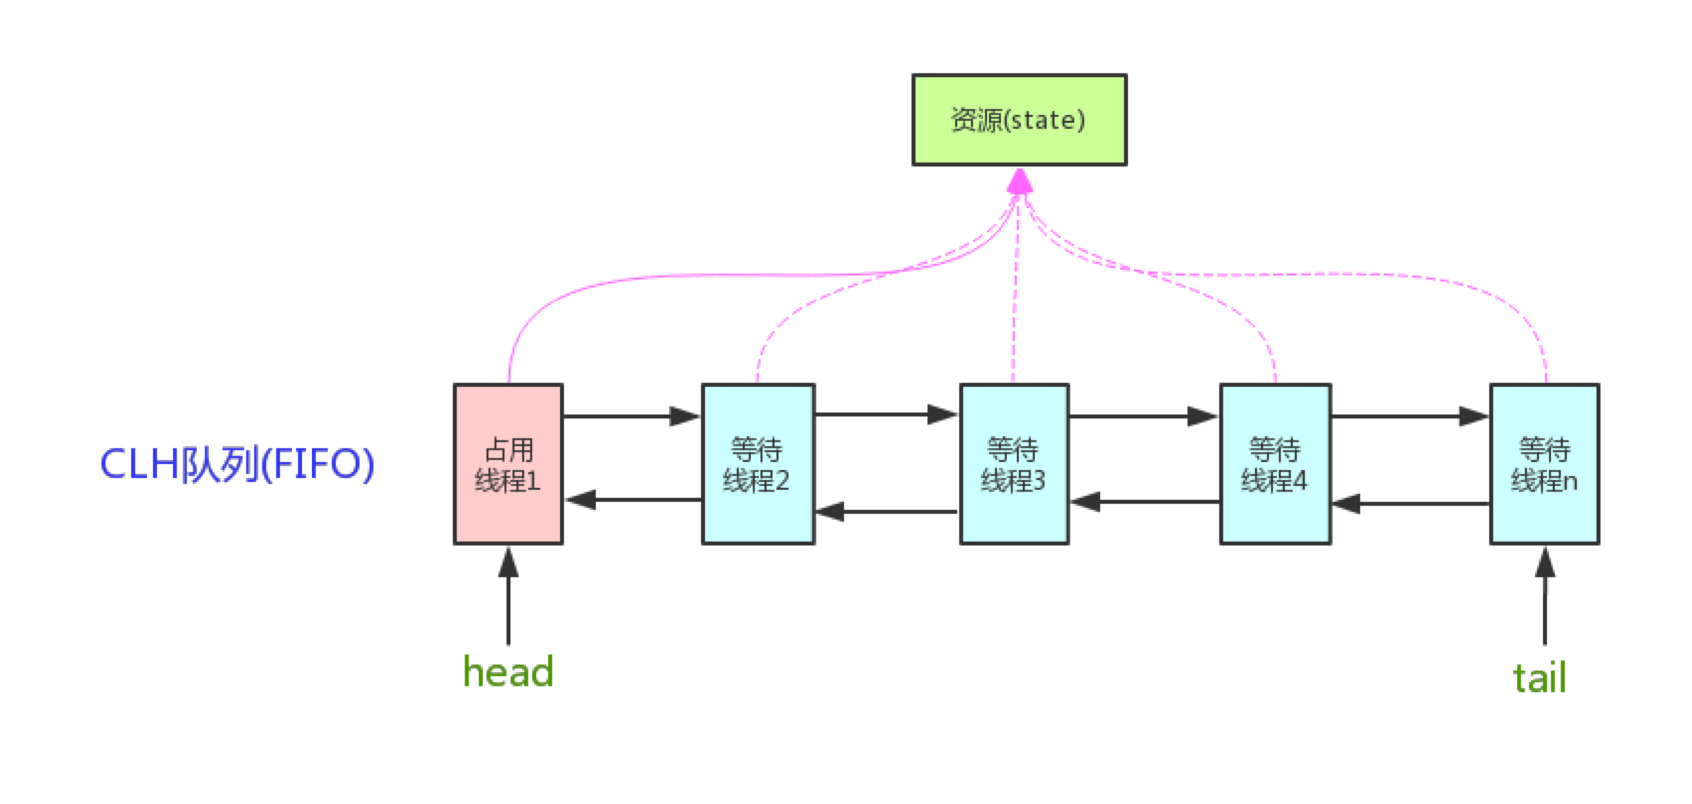 资源(state)
CLH队列(FIFO)
占用
线程1
等待
线程2
等待
线程3
等待
线程4
等待
线程n
head
tail